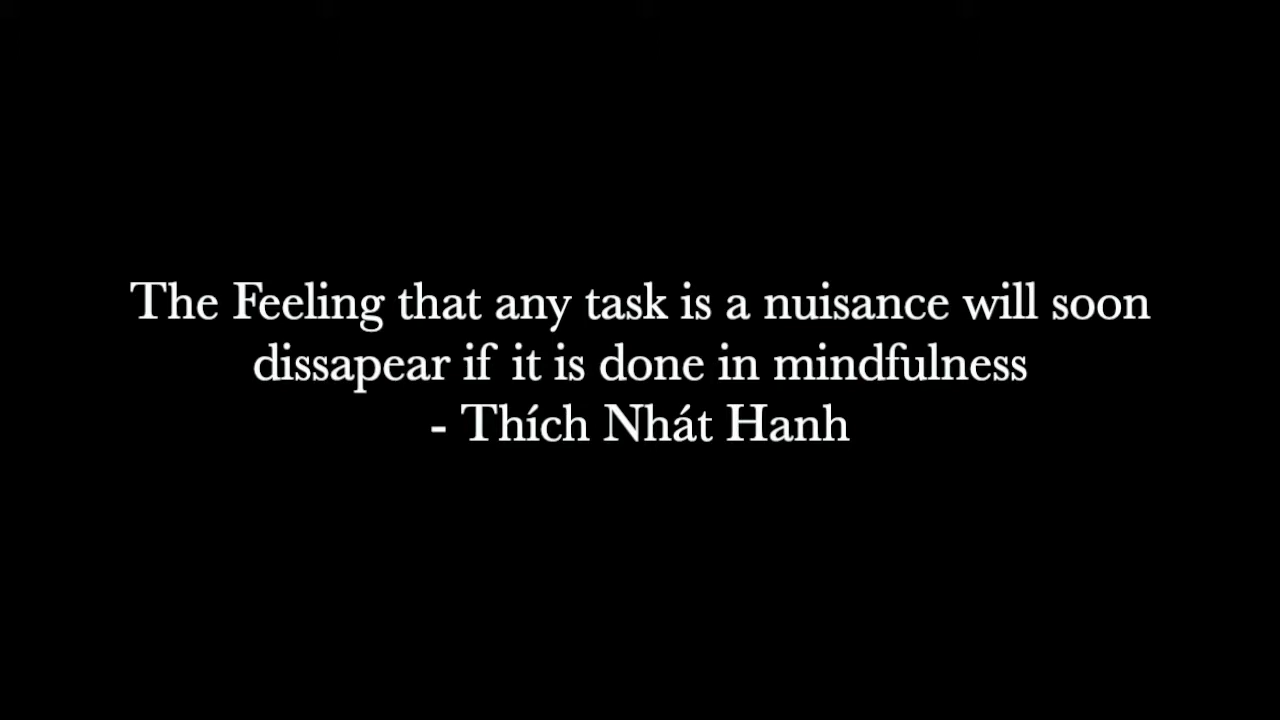 The Feeling that any task is a nuisance will soon
dissapear if it is done in mindfulness
- Thích Nhát Hanh